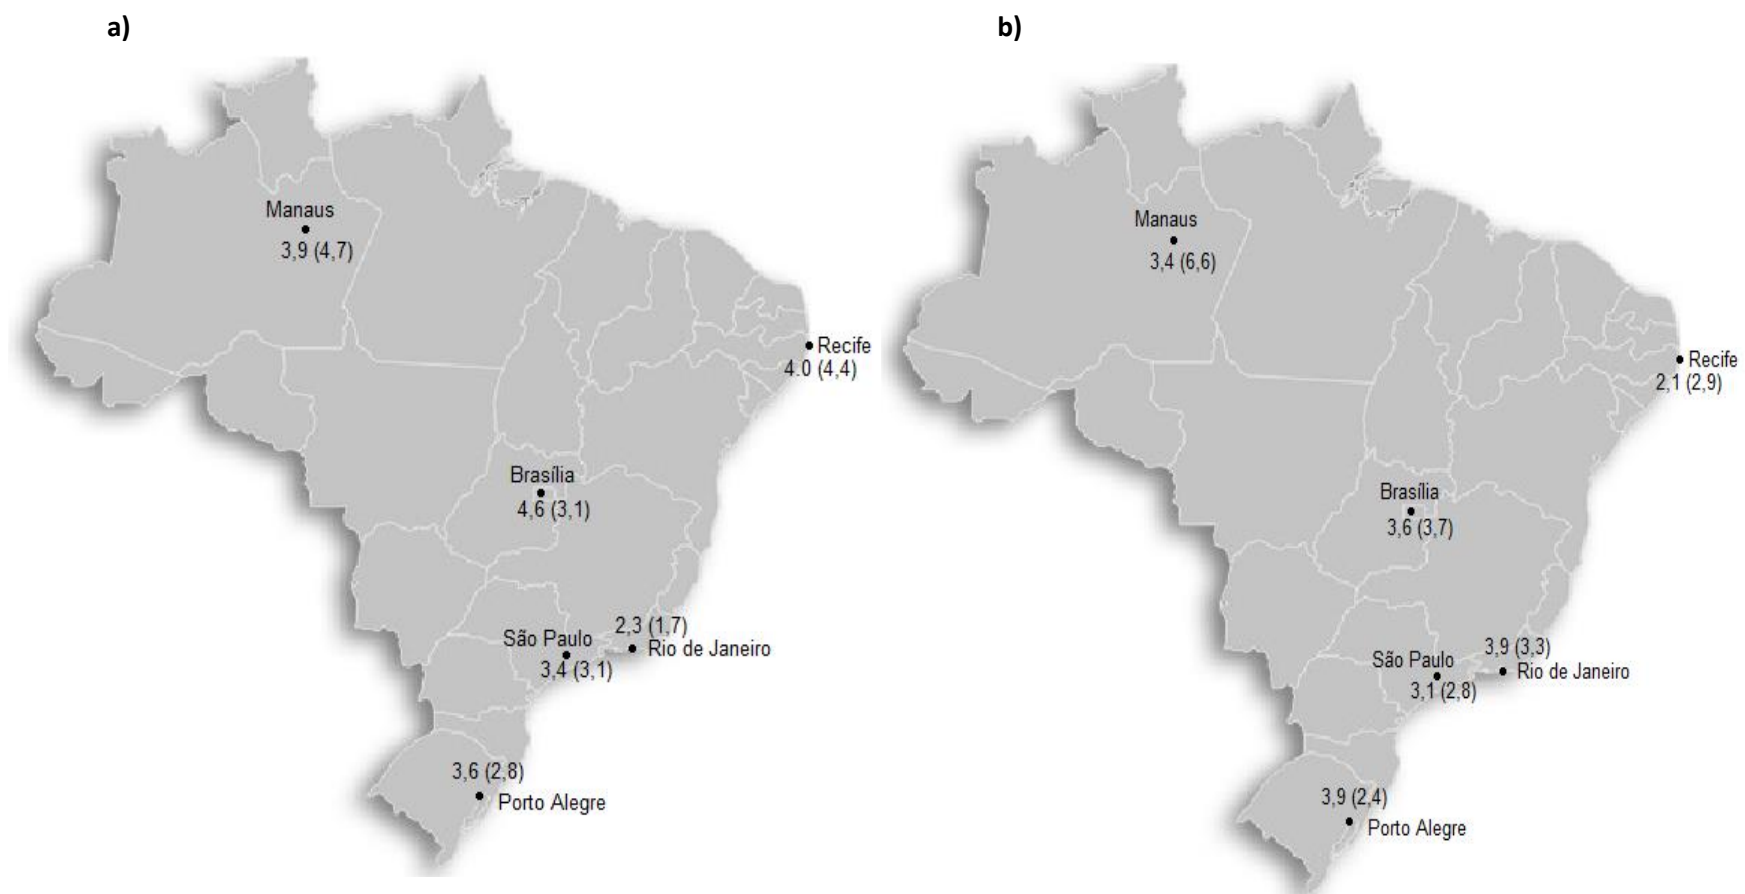 a)
Manaus
3,9 (4,7)
Recife
4.0 (4,4)
Brasília
4,6 (3,1)
2,3 (1,7)
São Paulo
Rio de Janeiro
3,4 (3,1)
3,6 (2,8)
Porto Alegre
b)
Manaus
3,4 (6,6)
Recife
2,1 (2,9)
Brasília
3,6 (3,7)
3,9 (3,3)
São Paulo
Rio de Janeiro
3,1 (2,8)
3,9 (2,4)
Porto Alegre